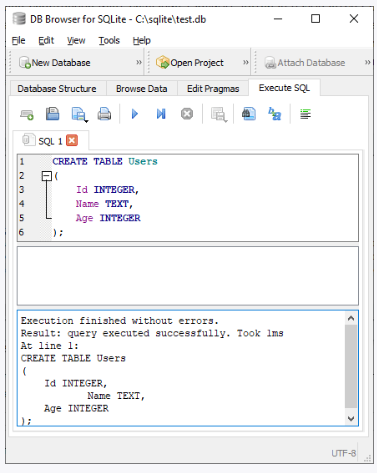 DB Browser for SQLite - C:\sqlite\test.db
File Edit View Tools Help
New Database » Open Project » Attach Database »
Database Structure Browse Data Edit Pragmas Execute SQL
SQL 1
1 CREATE TABLE Users
2 (
3 Id INTEGER,
4 Name TEXT,
5 Age INTEGER
6 );
Execution finished without errors.
Result: query executed successfully. Took 1ms
At line 1:
CREATE TABLE Users
(
Id INTEGER,
Name TEXT,
Age INTEGER
);
UTF-8